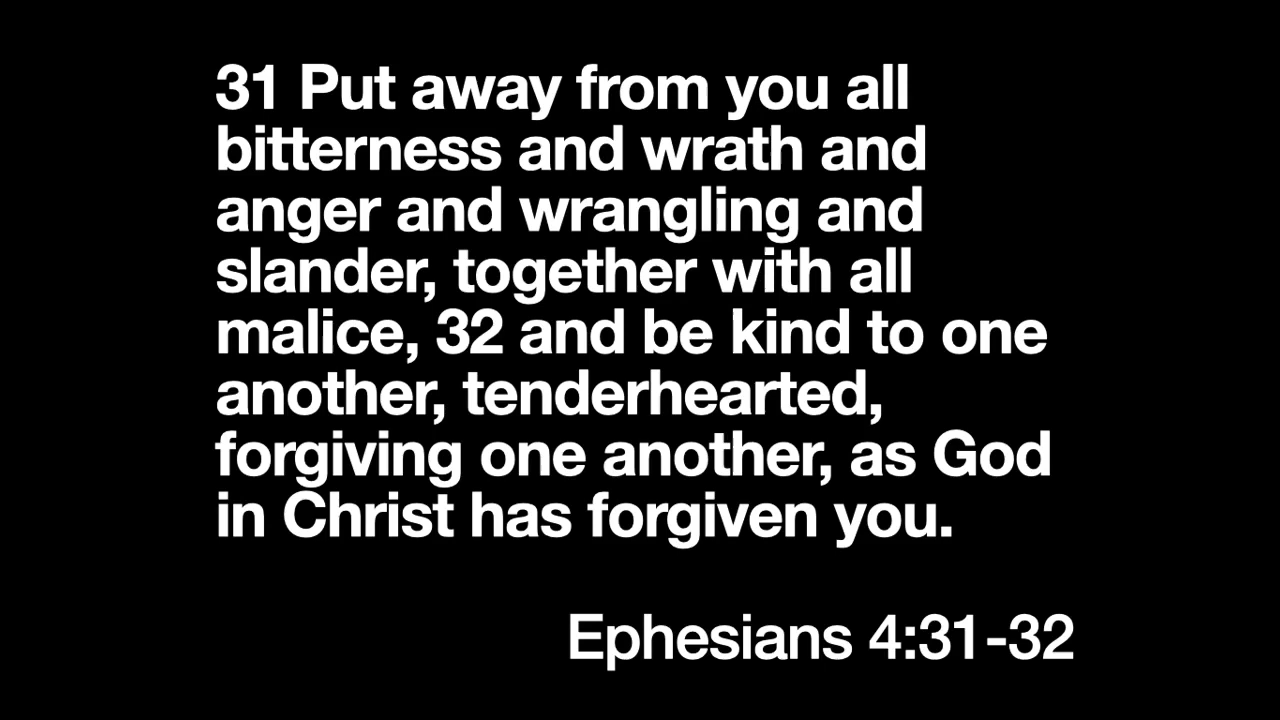 31 Put away from you all
bitterness and wrath and
anger and wrangling and
slander, together with all
malice, 32 and be kind to one
another, tenderhearted,
forgiving one another, as God
in Christ has forgiven you.
Ephesians 4:31-32